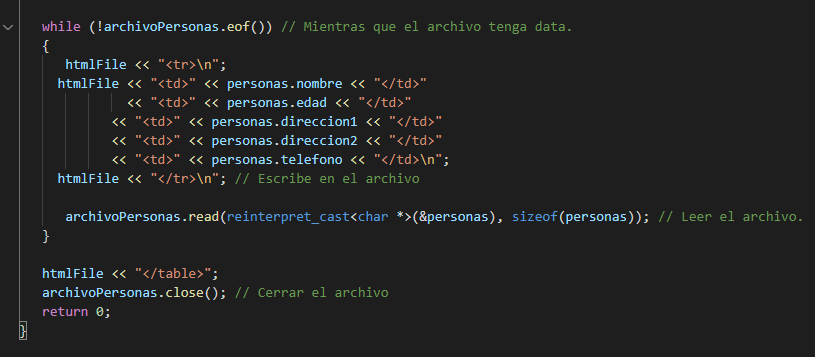 while (!archivoPersonas.eof()) // Mientras que el archivo tenga data.
{
htmlFile << "<tr>\n";
htmlFile << "<td>" << personas.nombre << "</td>"
<< "<td>" << personas.edad << "</td>"
<< "<td>" << personas.direccion1 << "</td>"
<< "<td>" << personas.direccion2 << "</td>"
<< "<td>" << personas.telefono << "</td>\n";
htmlFile << "</tr>\n"; // Escribe en el archivo
archivoPersonas.read(reinterpret_cast<char *>(&personas), sizeof(personas)); // Leer el archivo.
}
htmlFile << "</table>";
archivoPersonas.close(); // Cerrar el archivo
return 0;
}